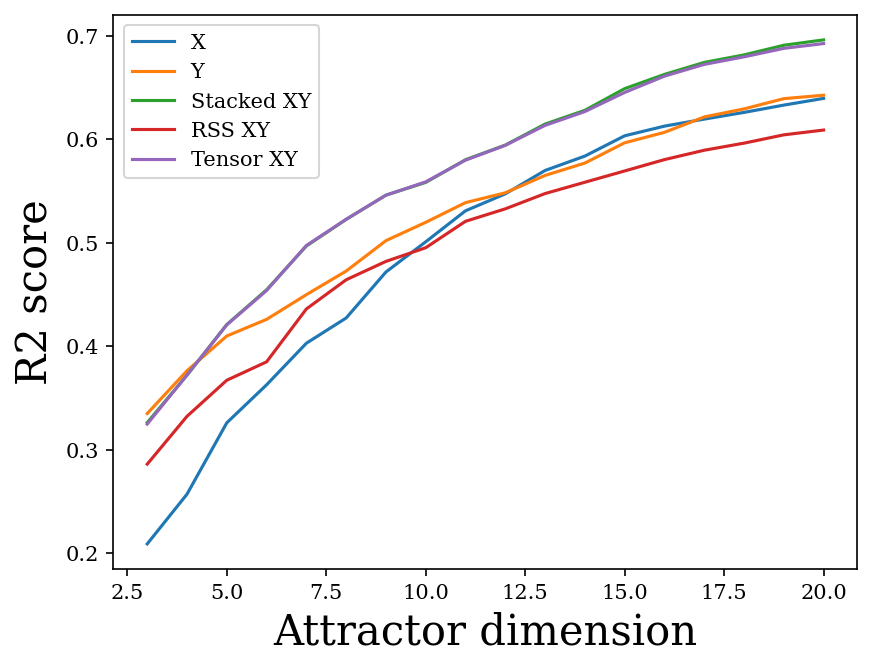 0.7
0.6
0.5
0.4
0.3
0.2
R2 score
X
Y
Stacked XY
RSS XY
Tensor XY
2.5 5.0 7.5 10.0 12.5 15.0 17.5 20.0
Attractor dimension